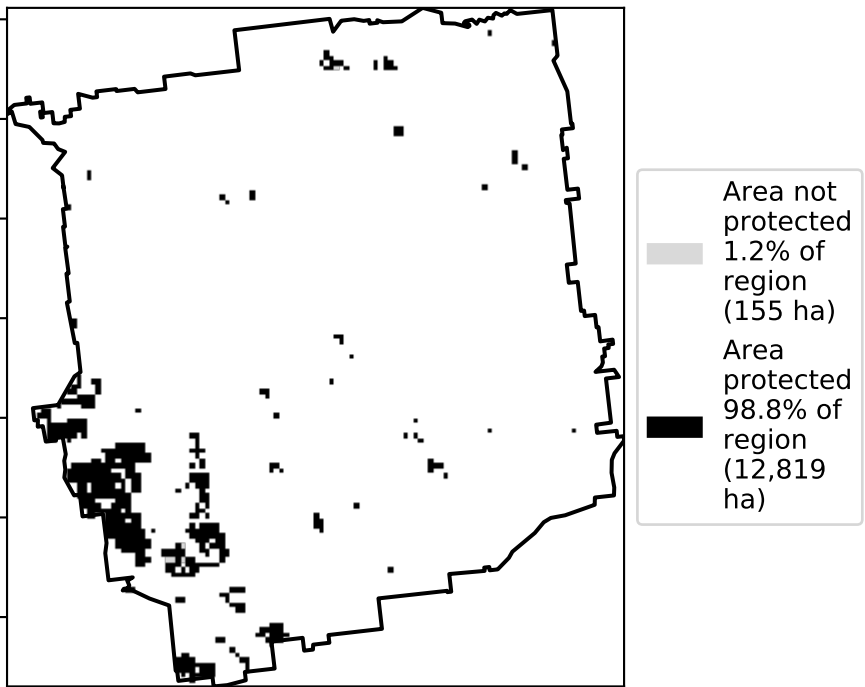 Area not
protected
1.2% of
region
(155 ha)
Area
protected
98.8% of
region
(12,819
ha)